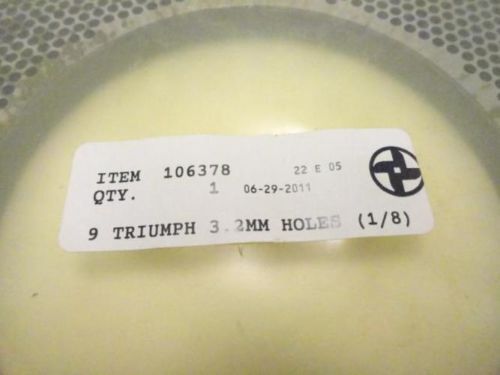 ITEM 106378 22 E 05
QTY. 1 06-29-2011
9 TRIUMPH 3.2MM HOLES (1/8)